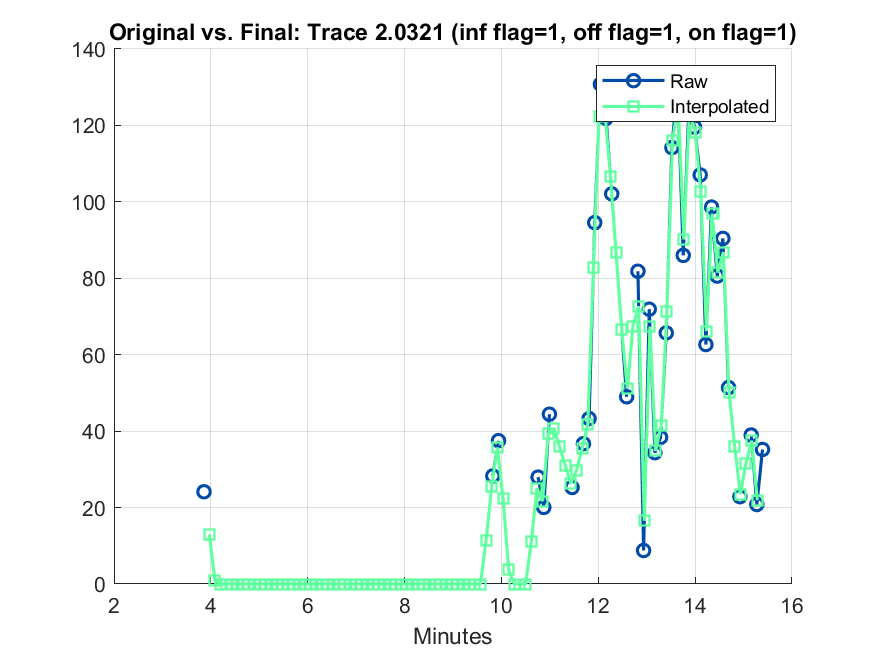 Original vs. Final: Trace 2.0321 (inf flag=1, off flag=1, on flag=1)
140
120
100
80
60
40
20
0
Raw
Interpolated
2 4 6 8 10 12 14 16
Minutes